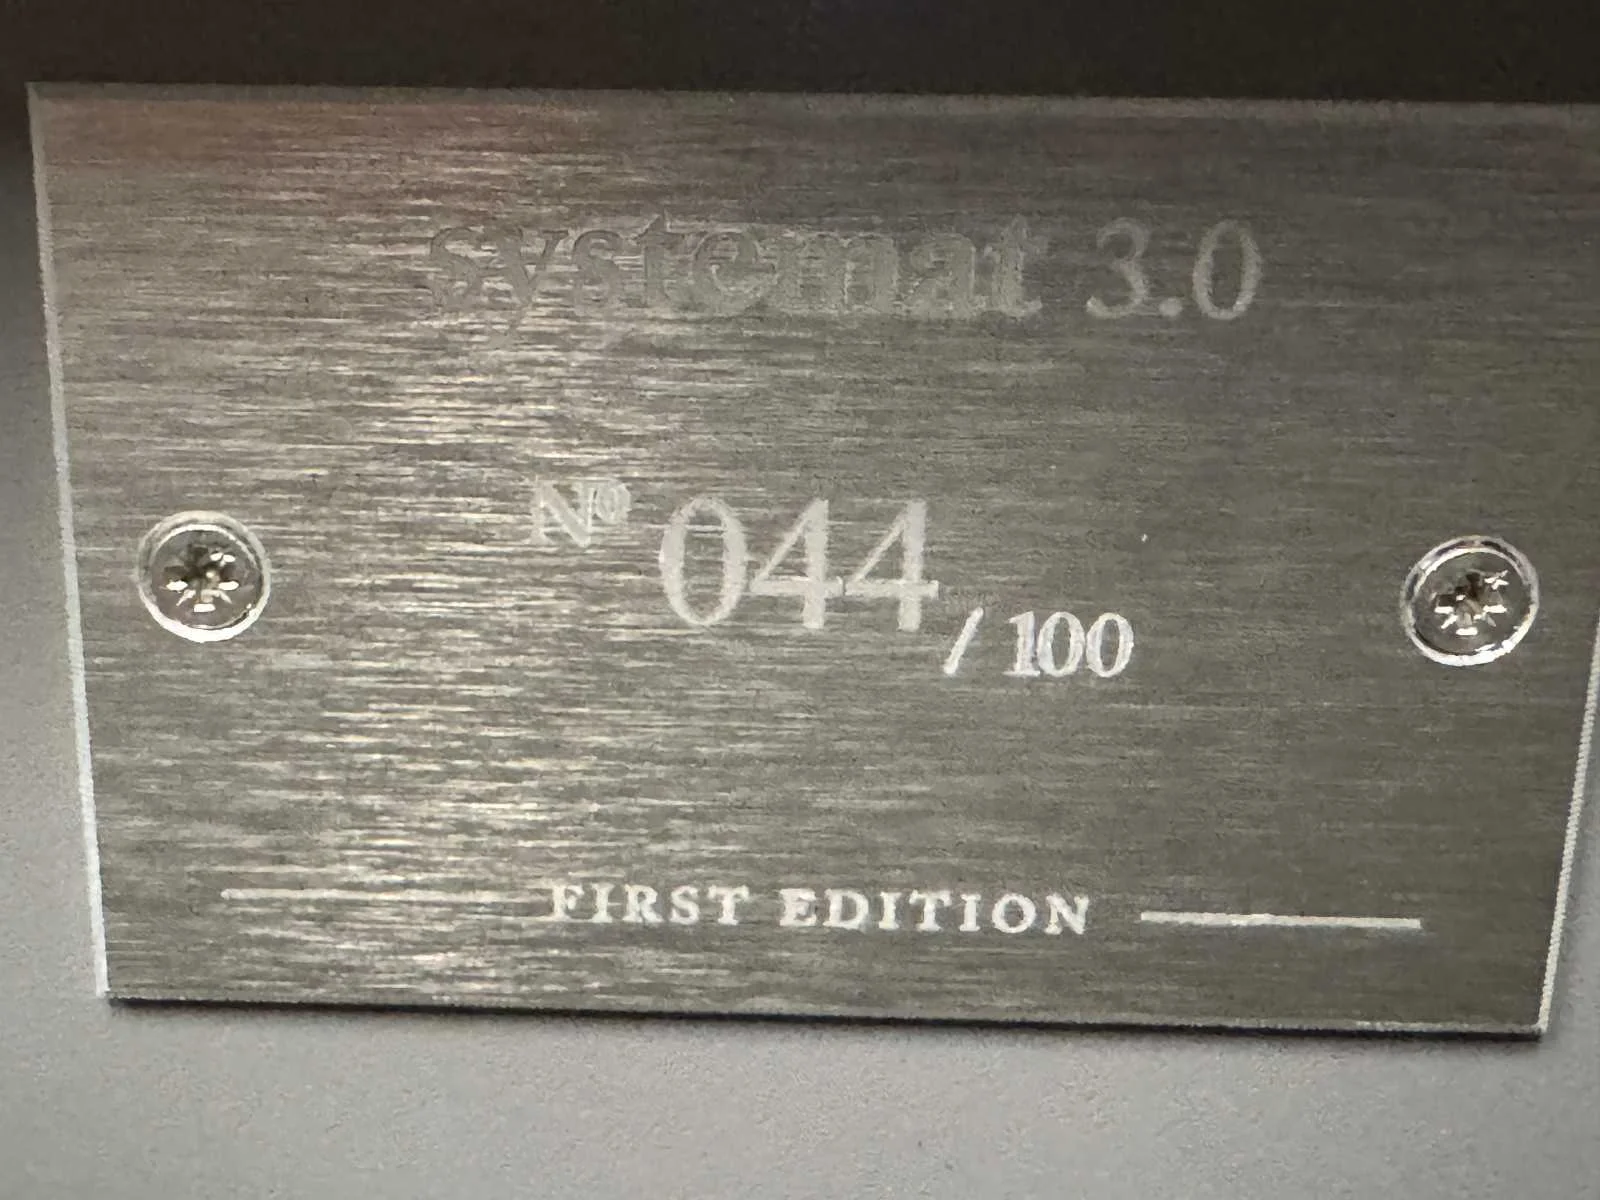 systemat 3.0
Nº 044 / 100
FIRST EDITION